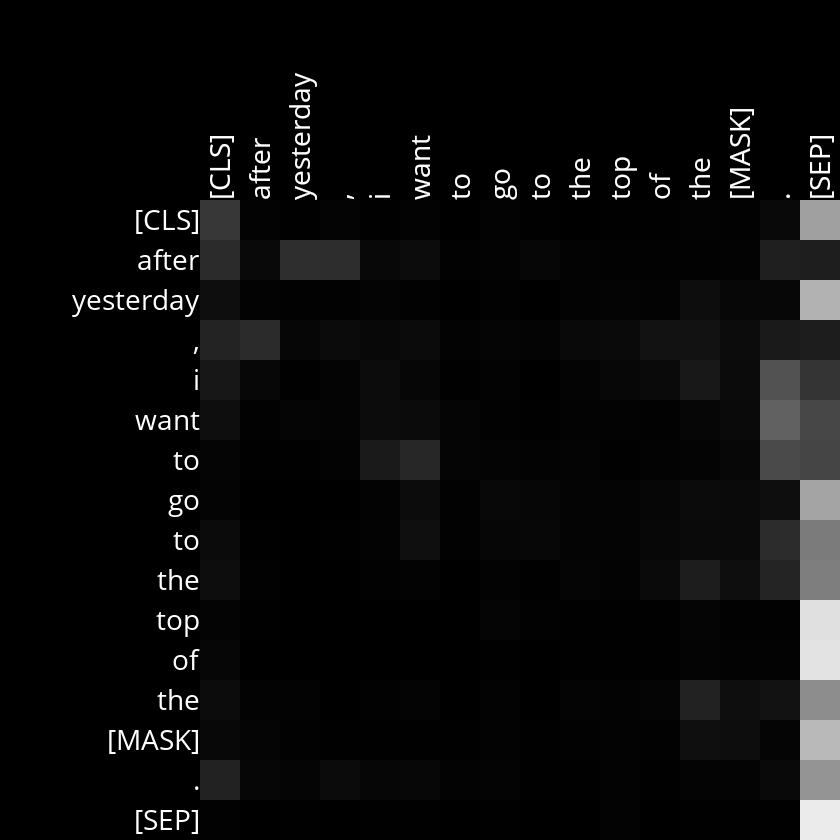 [CLS] after yesterday , i want to go to the top of the [MASK] . [SEP]
[CLS]
after
yesterday
,
i
want
to
go
to
the
top
of
the
[MASK]
.
[SEP]